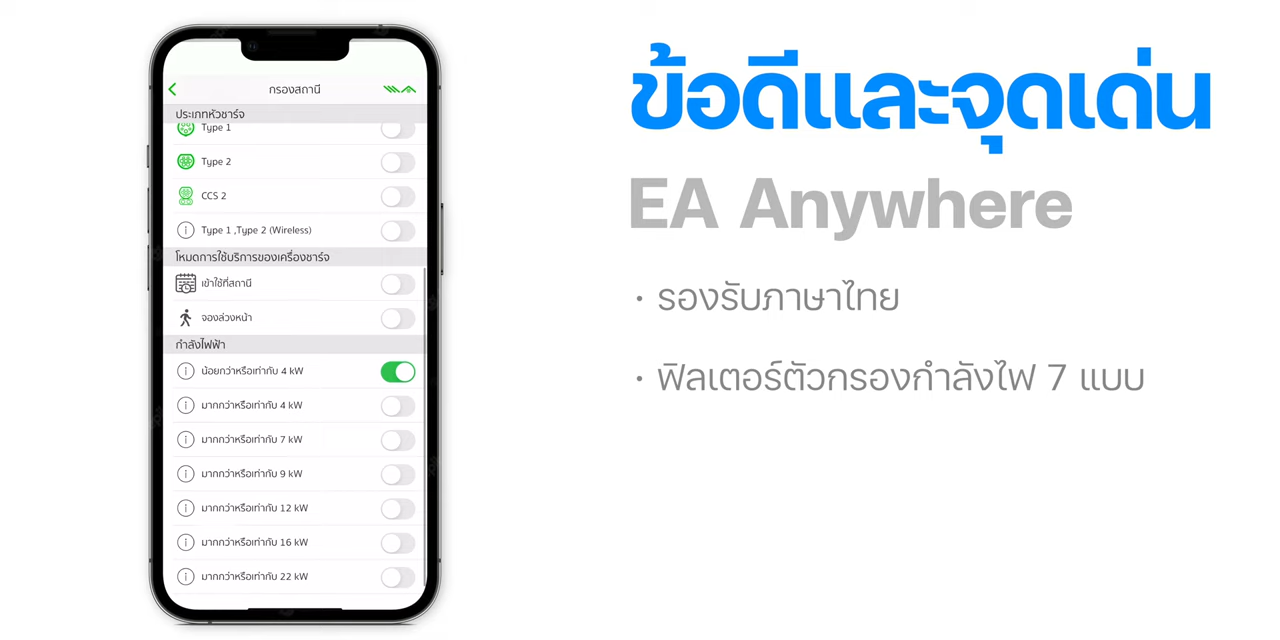 กรองสถานี
ประเภทหัวชาร์จ
Type 1
Type 2
CCS 2
Type 1 ,Type 2 (Wireless)
โหมดการใช้บริการของเครื่องชาร์จ
เข้าใช้ที่สถานี
จองล่วงหน้า
กำลังไฟฟ้า
น้อยกว่าหรือเท่ากับ 4 kW
มากกว่าหรือเท่ากับ 4 kW
มากกว่าหรือเท่ากับ 7 kW
มากกว่าหรือเท่ากับ 9 kW
มากกว่าหรือเท่ากับ 12 kW
มากกว่าหรือเท่ากับ 16 kW
มากกว่าหรือเท่ากับ 22 kW
ข้อดีและจุดเด่น
EA Anywhere
• รองรับภาษาไทย
• ฟิลเตอร์ตัวกรองกำลังไฟ 7 แบบ